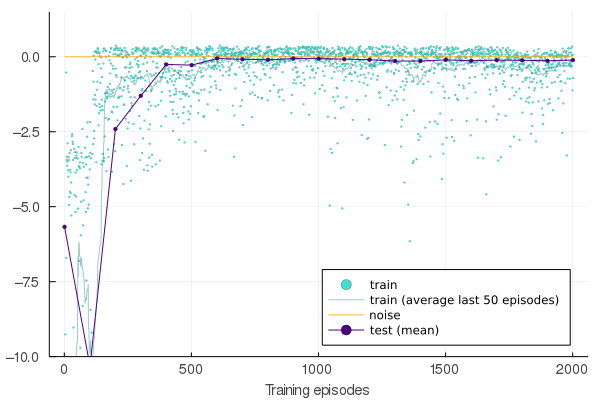 0.0
−2.5
−5.0
−7.5
−10.0
train
train (average last 50 episodes)
noise
test (mean)
0 500 1000 1500 2000
Training episodes